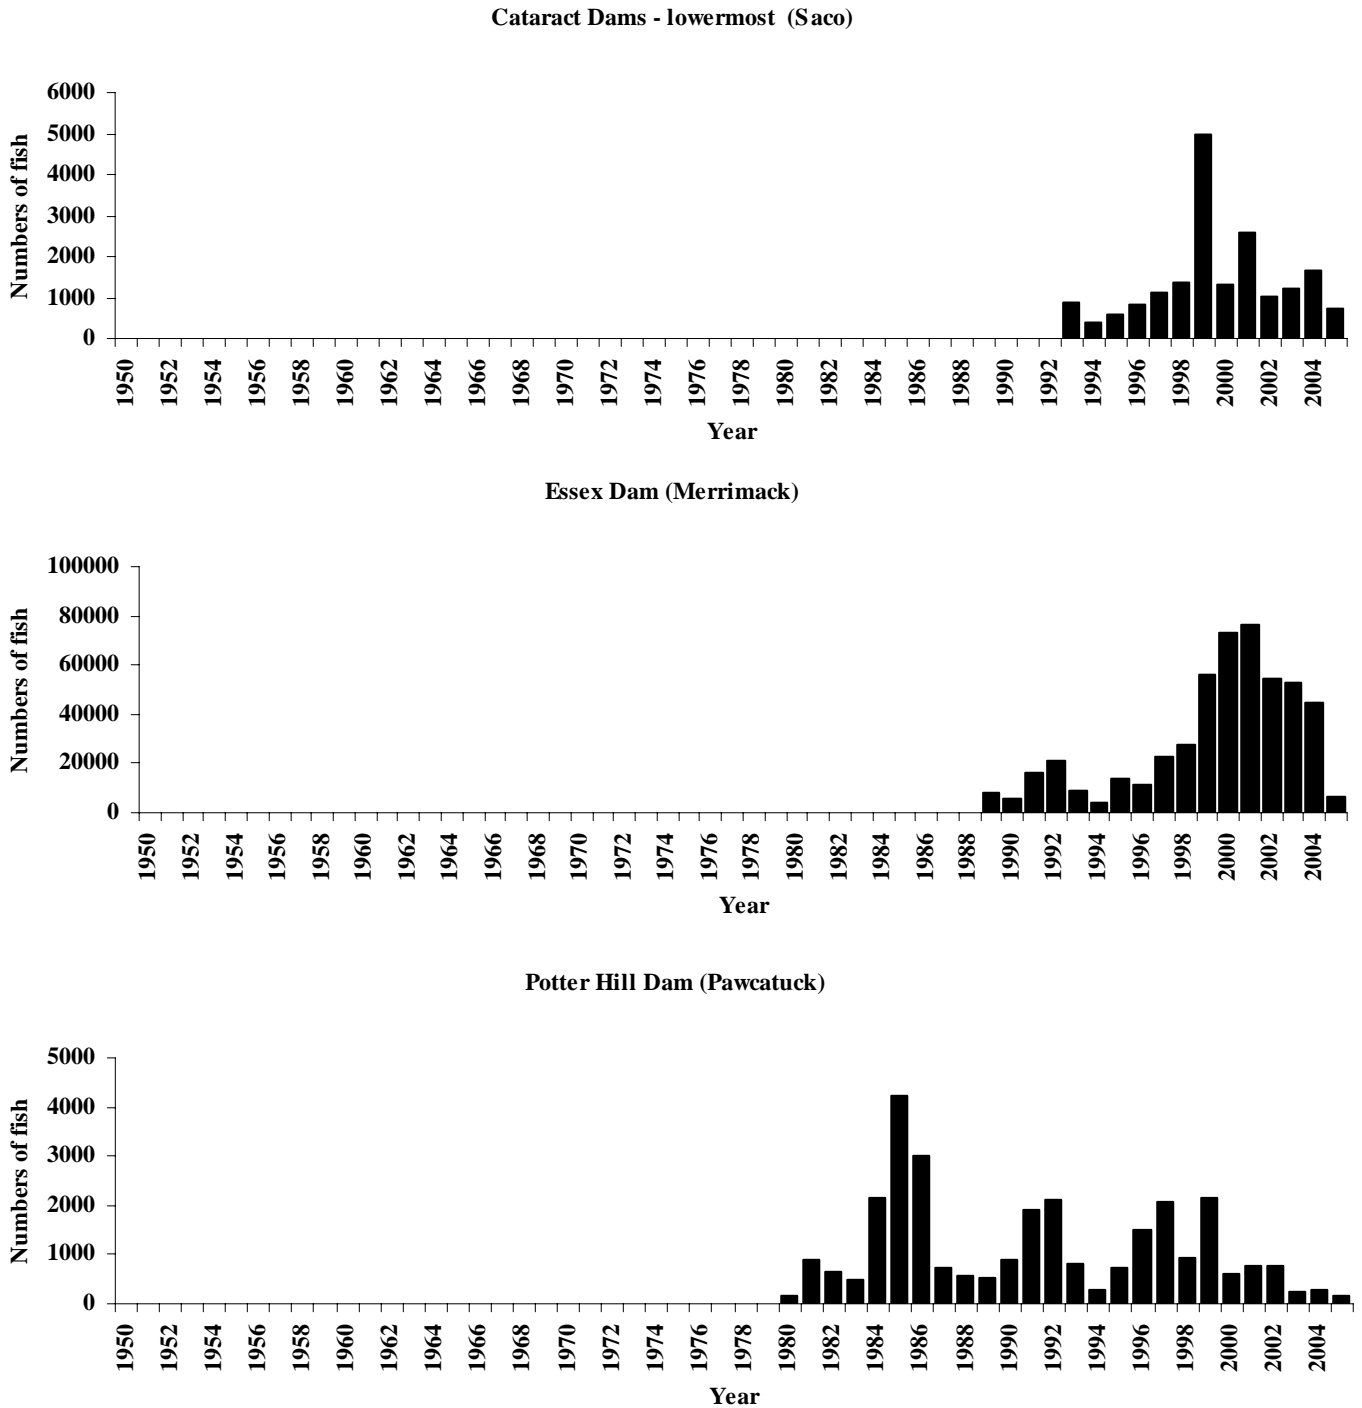 Cataract Dams - lowermost (Saco)
Numbers of fish
6000
5000
4000
3000
2000
1000
0
1950 1952 1954 1956 1958 1960 1962 1964 1966 1968 1970 1972 1974 1976 1978 1980 1982 1984 1986 1988 1990 1992 1994 1996 1998 2000 2002 2004
Year
Essex Dam (Merrimack)
Numbers of fish
100000
80000
60000
40000
20000
0
1950 1952 1954 1956 1958 1960 1962 1964 1966 1968 1970 1972 1974 1976 1978 1980 1982 1984 1986 1988 1990 1992 1994 1996 1998 2000 2002 2004
Year
Potter Hill Dam (Pawcatuck)
Numbers of fish
5000
4000
3000
2000
1000
0
1950 1952 1954 1956 1958 1960 1962 1964 1966 1968 1970 1972 1974 1976 1978 1980 1982 1984 1986 1988 1990 1992 1994 1996 1998 2000 2002 2004
Year